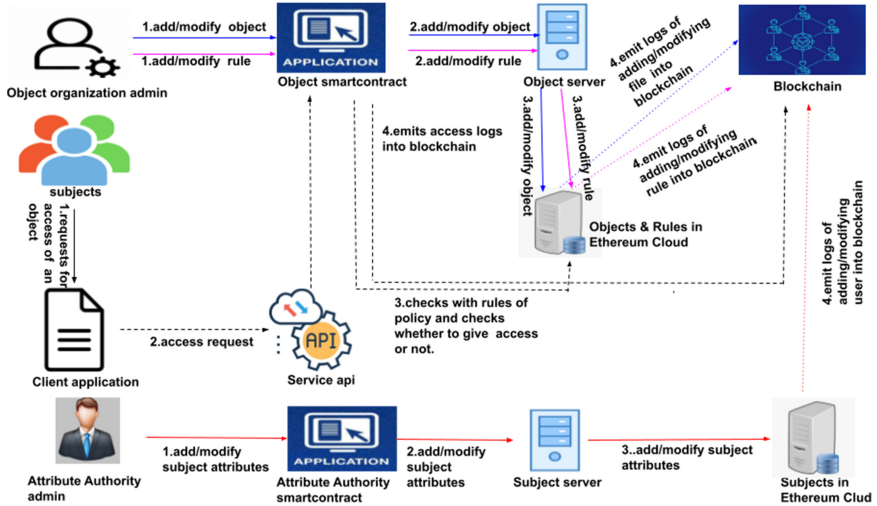 1.add/modify object
1.add/modify rule
Object organization admin
APPLICATION
Object smartcontract
2.add/modify object
2.add/modify rule
Object server
4.emit logs of
adding/modifying
file into
blockchain
Blockchain
4.emits access logs
into blockchain
3.add/modify object
3.add/modify rule
4.emit logs of
adding/modifying
rule into blockchain
subjects
1.requests for
access of an
object
Objects & Rules in
Ethereum Cloud
4.emit logs of
adding/modifying
user into blockchain
3.checks with rules of
policy and checks
whether to give access
or not.
2.access request
API
Client application
Service api
Attribute Authority
admin
1.add/modify
subject attributes
APPLICATION
Attribute Authority
smartcontract
2.add/modify
subject
attributes
Subject server
3..add/modify subject
attributes
Subjects in
Ethereum Clud